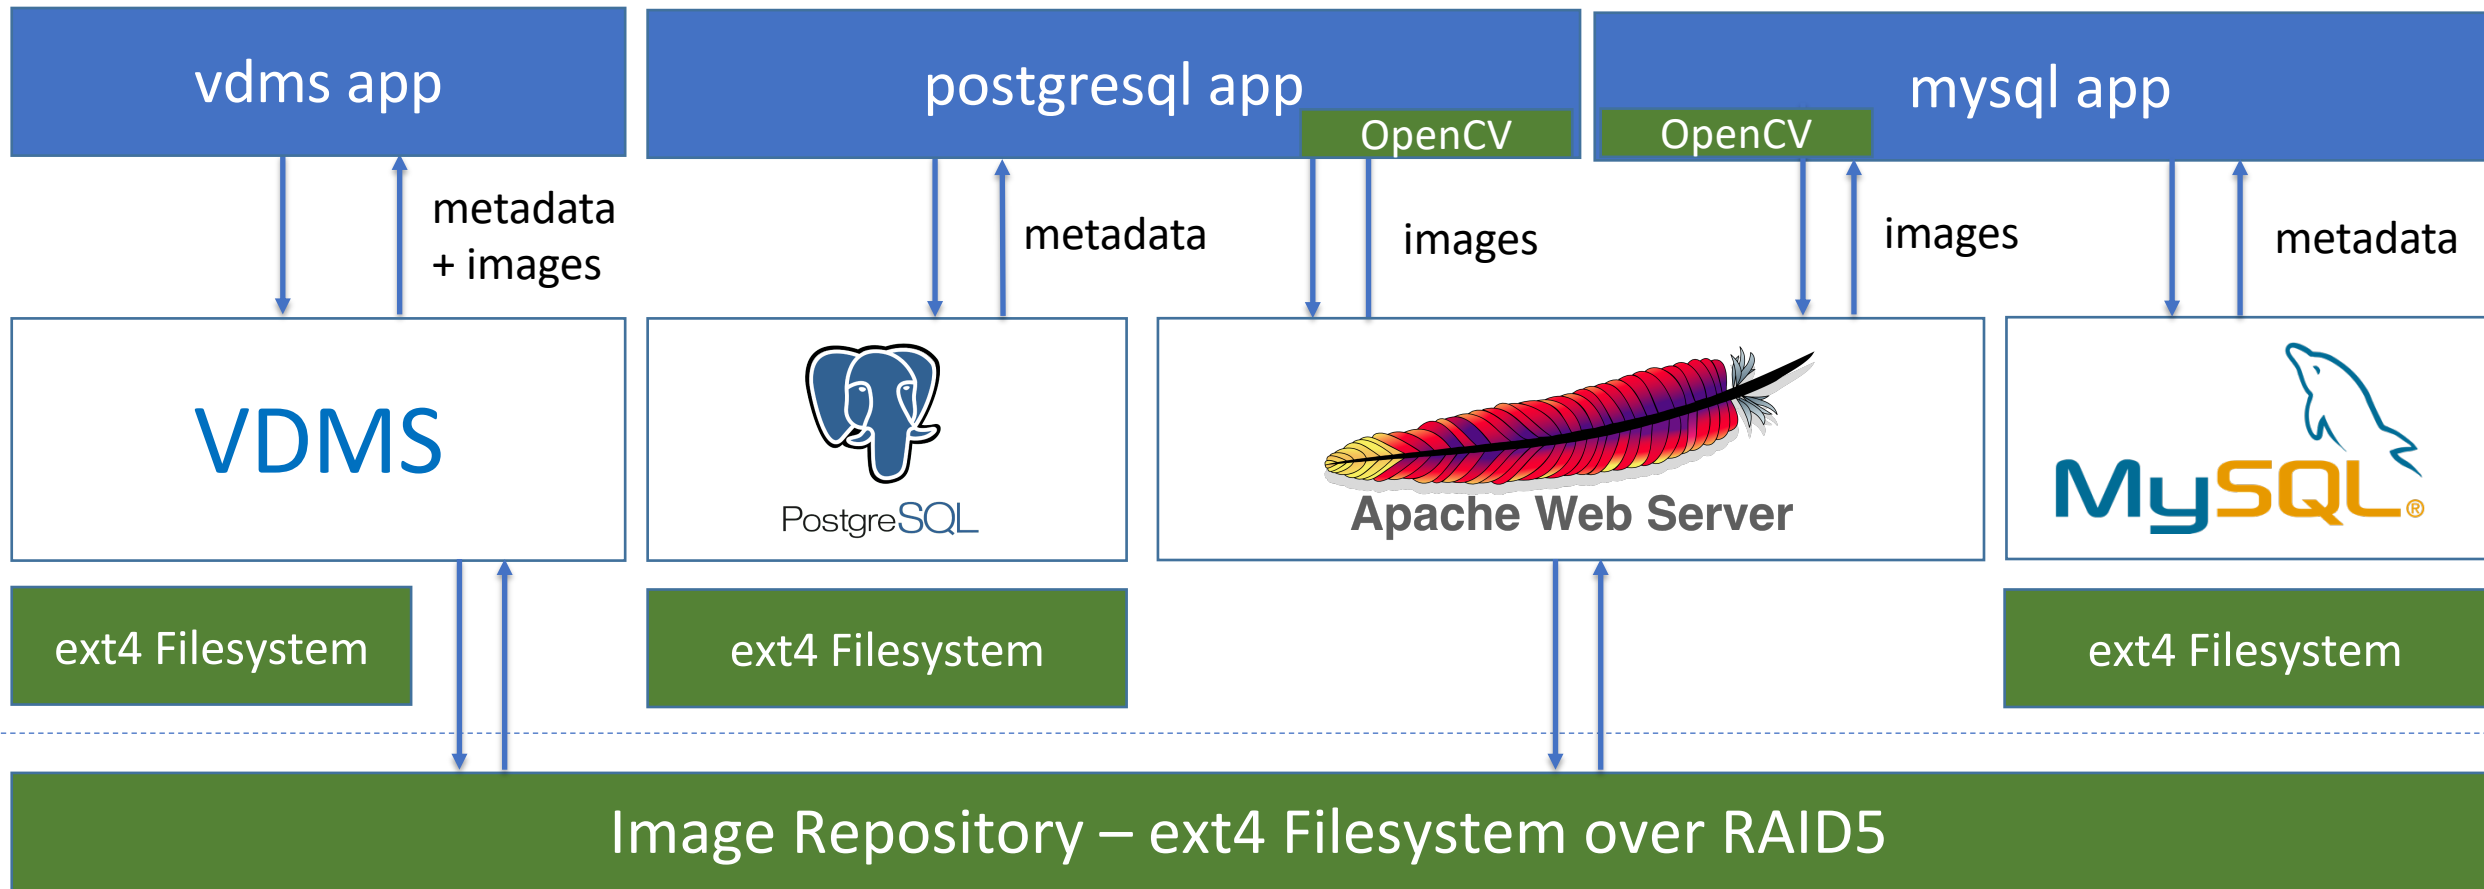 vdms app
postgresql app
mysql app
OpenCV
OpenCV
metadata
+ images
metadata
images
images
metadata
VDMS
PostgreSQL
Apache Web Server
MySQL®
ext4 Filesystem
ext4 Filesystem
ext4 Filesystem
Image Repository – ext4 Filesystem over RAID5